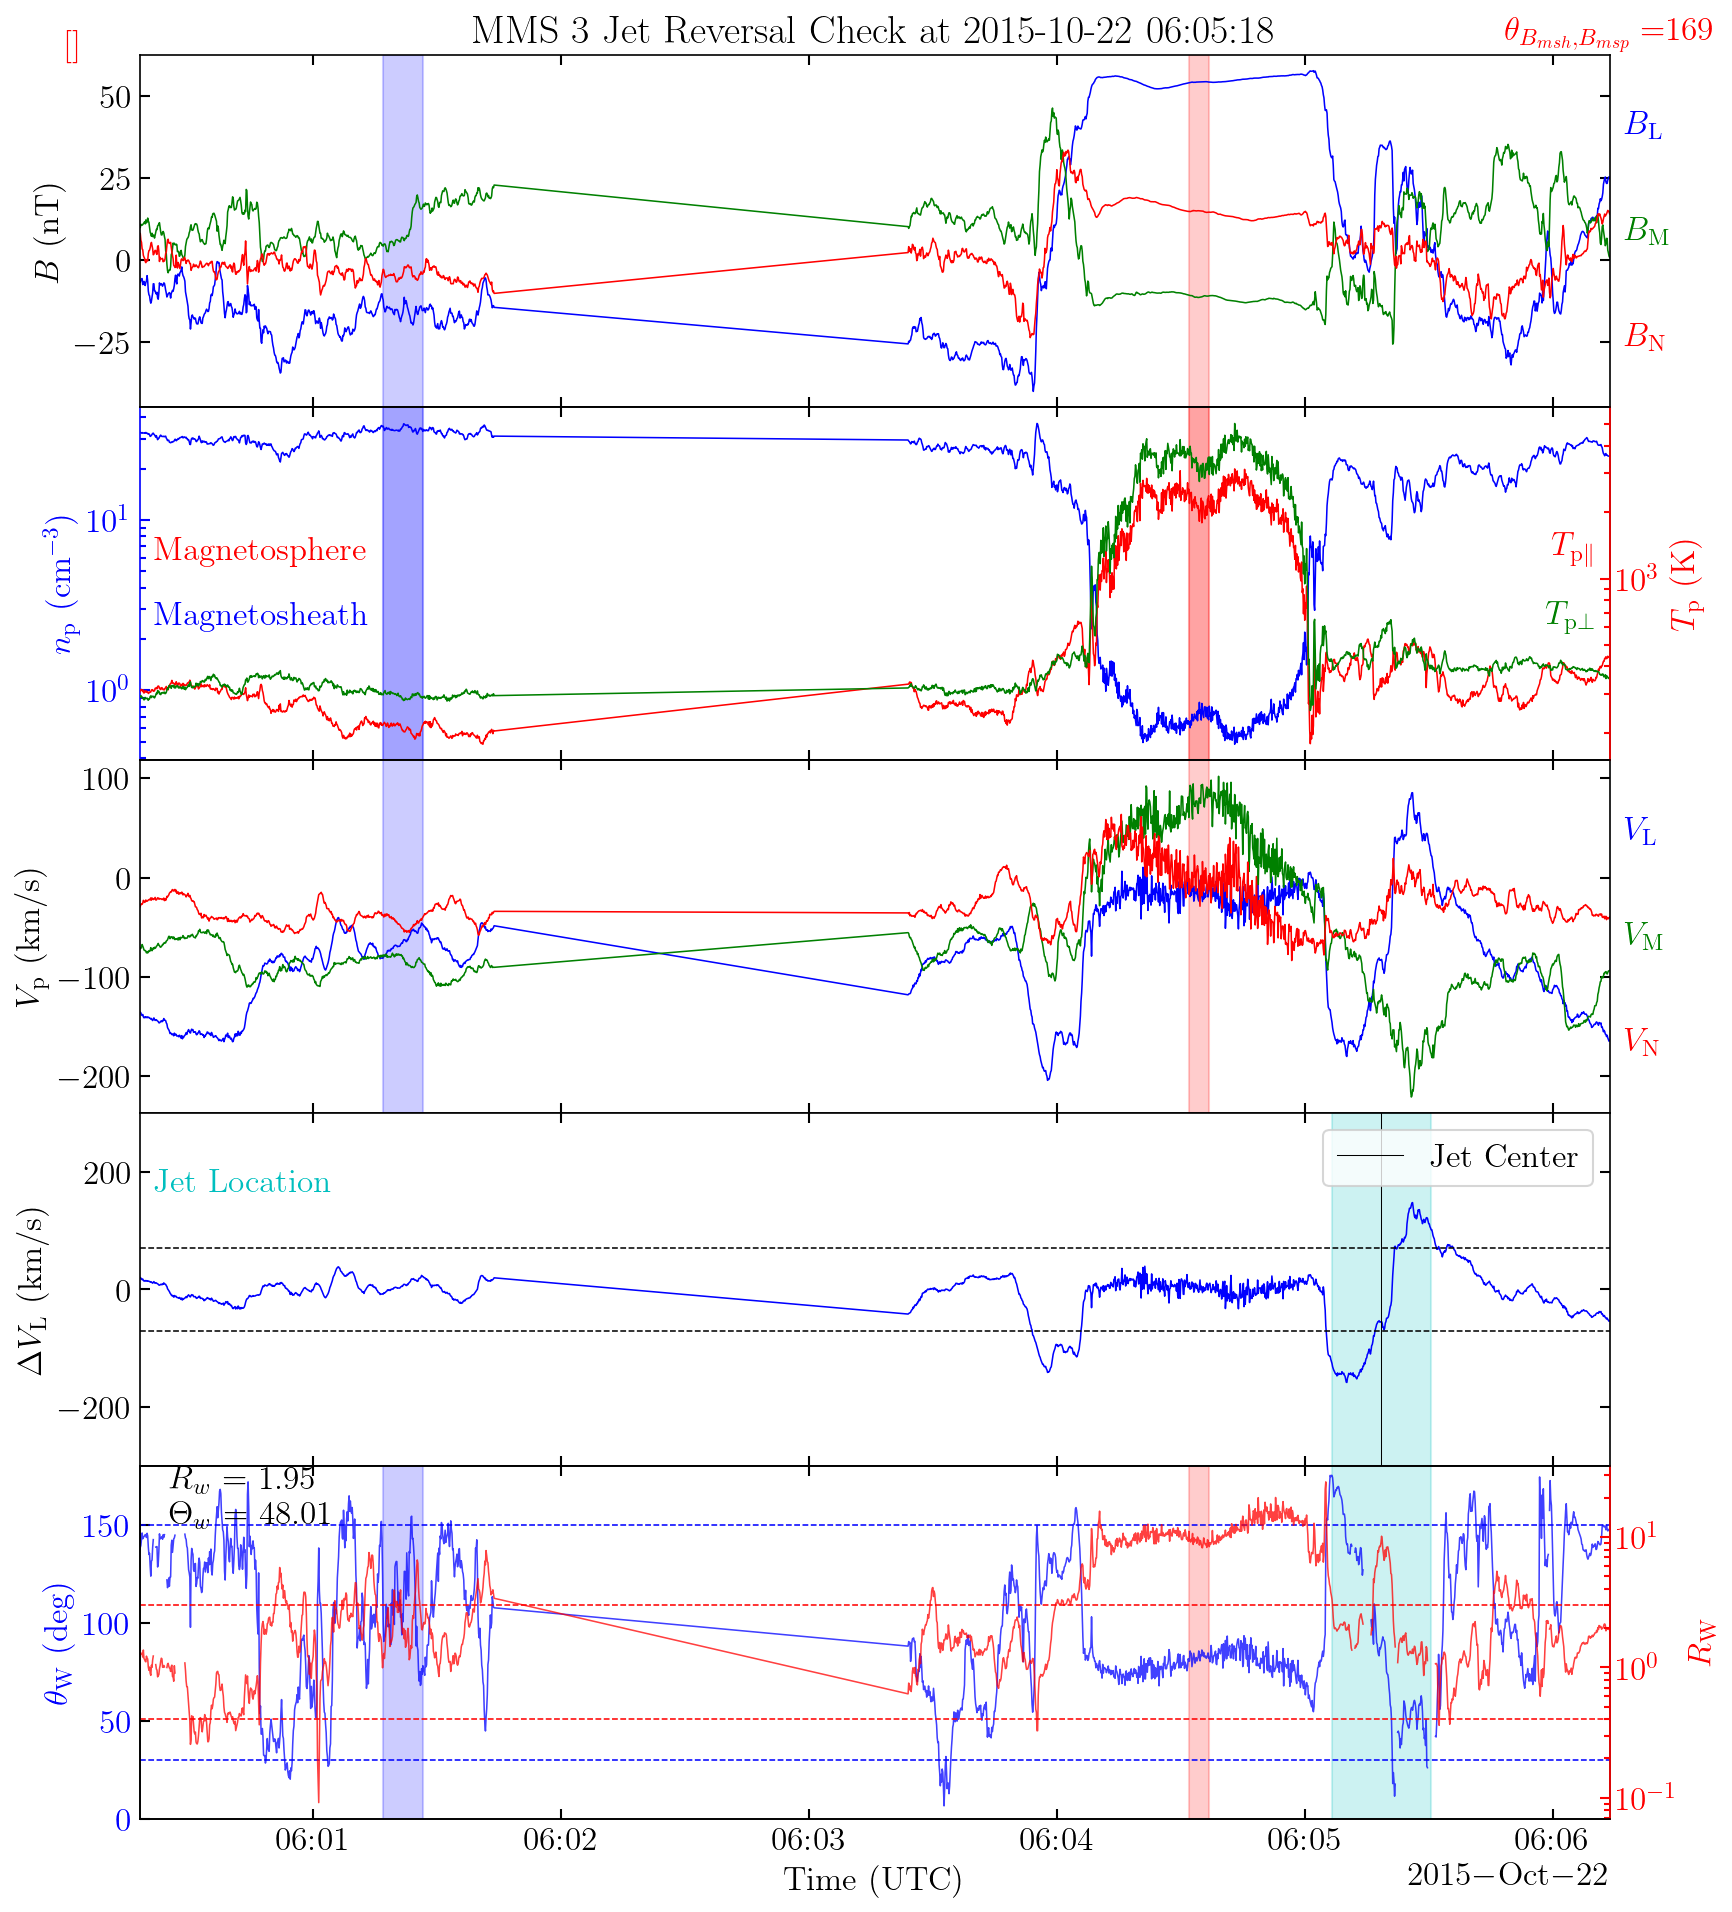 MMS 3 Jet Reversal Check at 2015-10-22 06:05:18
θ_{B_{msh},B_{msp}} =169
[]
50
25
0
−25
B (nT)
B_L
B_M
B_N
10^1
10^0
n_p (cm^{−3})
Magnetosphere
Magnetosheath
T_{p∥}
T_{p⊥}
10^3
T_p (K)
100
0
−100
−200
V_p (km/s)
V_L
V_M
V_N
200
0
−200
ΔV_L (km/s)
Jet Location
Jet Center
R_w = 1.95
Θ_w = 48.01
150
100
50
0
θ_W (deg)
10^1
10^0
10^{−1}
R_W
06:01 06:02 06:03 06:04 06:05 06:06
Time (UTC)
2015−Oct−22